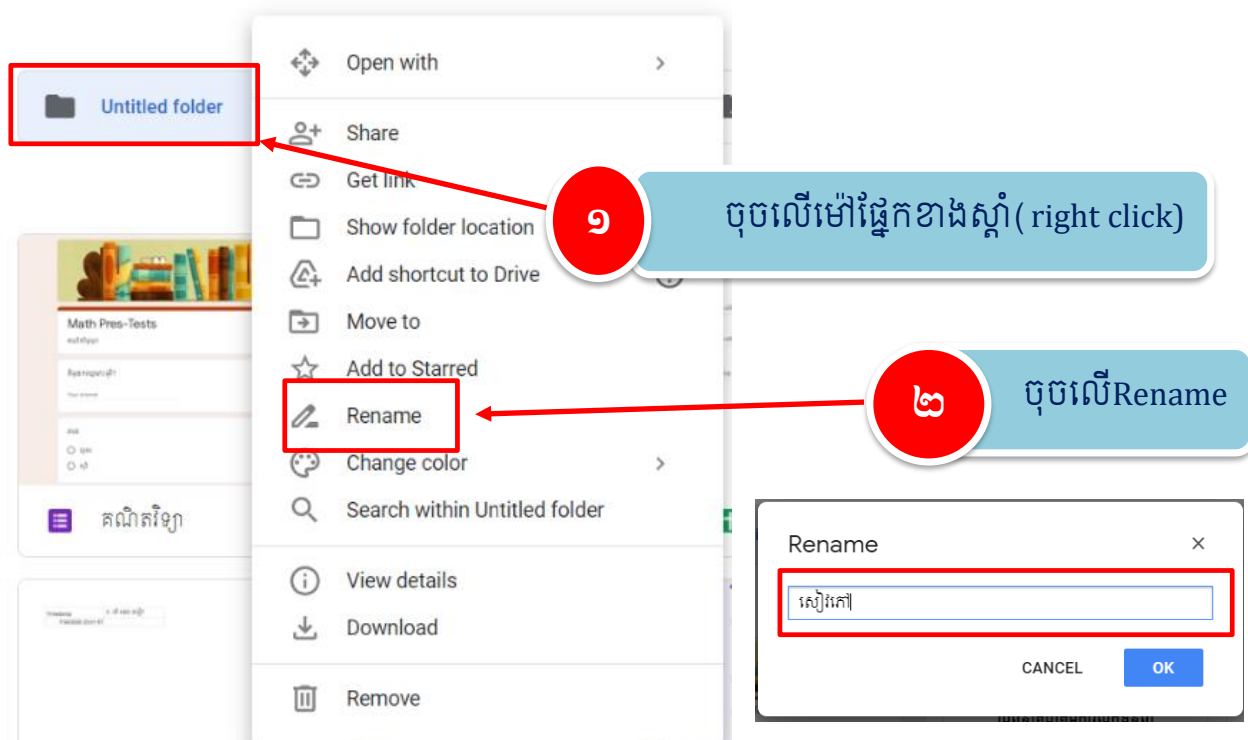 Open with
Untitled folder
Share
Get link
Show folder location
Add shortcut to Drive
Move to
Add to Starred
Rename
Change color
Search within Untitled folder
View details
Download
Remove
១
ចុចលើម៉ៅផ្នែកខាងស្តាំ( right click)
២
ចុចលើRename
Math Pres-Tests
គណិតវិទ្យា
Rename
សៀវភៅ
CANCEL
OK